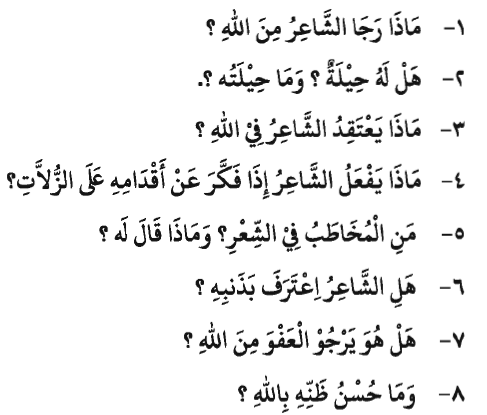 ١- مَاذَا رَجَا الشَّاعِرُ مِنَ اللهِ ؟
٢- هَلْ لَهُ حِيْلَةٌ ؟ وَمَا حِيْلَتُه ؟.
٣- مَاذَا يَعْتَقِدُ الشَّاعِرُ فِيْ اللهِ ؟
٤- مَاذَا يَفْعَلُ الشَّاعِرُ إِذَا فَكَّرَ عَنْ أَقْدَامِهِ عَلَى الزُّلاَّتِ؟
٥- مَنِ الْمُخَاطَبُ فِيْ الشِّعْرِ؟ وَمَاذَا قَالَ لَه ؟
٦- هَلِ الشَّاعِرُ اِعْتَرَفَ بَذَنبِهِ ؟
٧- هَلْ هُوَ يَرْجُوْ الْعَفْوَ مِنَ اللهِ ؟
٨- وَمَا حُسْنُ ظَنِّهِ بِاللهِ ؟